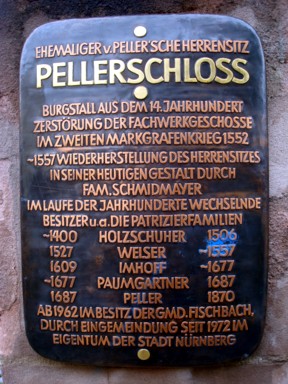 EHEMALIGER v. PELLER'SCHE HERRENSITZ
PELLERSCHLOSS
BURGSTALL AUS DEM 14. JAHRHUNDERT
ZERSTÖRUNG DER FACHWERKGESCHOSSE
IM ZWEITEN MARKGRAFENKRIEG 1552
~1557 WIEDERHERSTELLUNG DES HERRENSITZES
IN SEINER HEUTIGEN GESTALT DURCH
FAM. SCHMIDMAYER
IM LAUFE DER JAHRHUNDERTE WECHSELNDE
BESITZER u.a. DIE PATRIZIERFAMILIEN
~1400 HOLZSCHUHER 1506
1527 WELSER ~1557
1609 IMHOFF ~1677
~1677 PAUMGARTNER 1687
1687 PELLER 1870
AB 1962 IM BESITZ DER GMD. FISCHBACH,
DURCH EINGEMEINDUNG SEIT 1972 IM
EIGENTUM DER STADT NÜRNBERG